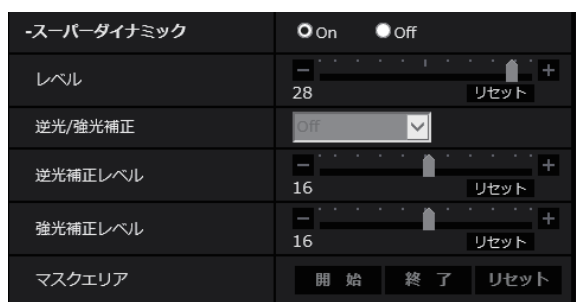 -スーパーダイナミック On Off
レベル
28 リセット
逆光/強光補正 Off
逆光補正レベル
16 リセット
強光補正レベル
16 リセット
マスクエリア 開始 終了 リセット